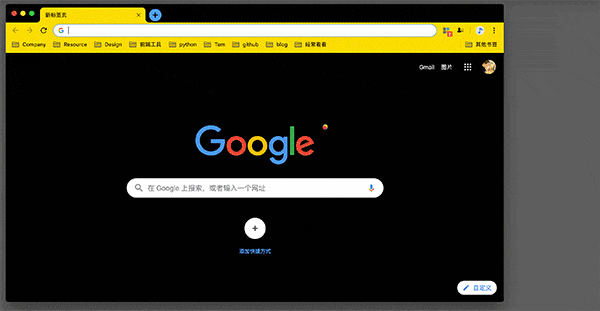 新标签页
Company Resource Design 前端工具 python Tem github blog 经常看看 其他书签
Gmail 图片
Google
在 Google 上搜索，或者输入一个网址
添加快捷方式
自定义